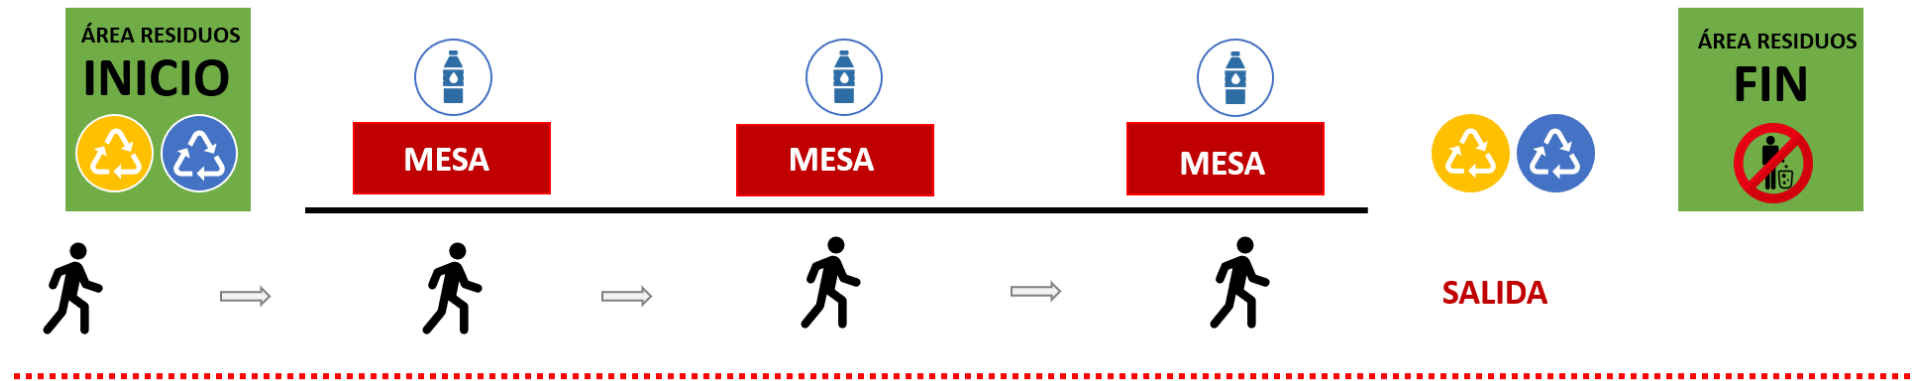 ÁREA RESIDUOS
INICIO
MESA
MESA
MESA
ÁREA RESIDUOS
FIN
SALIDA